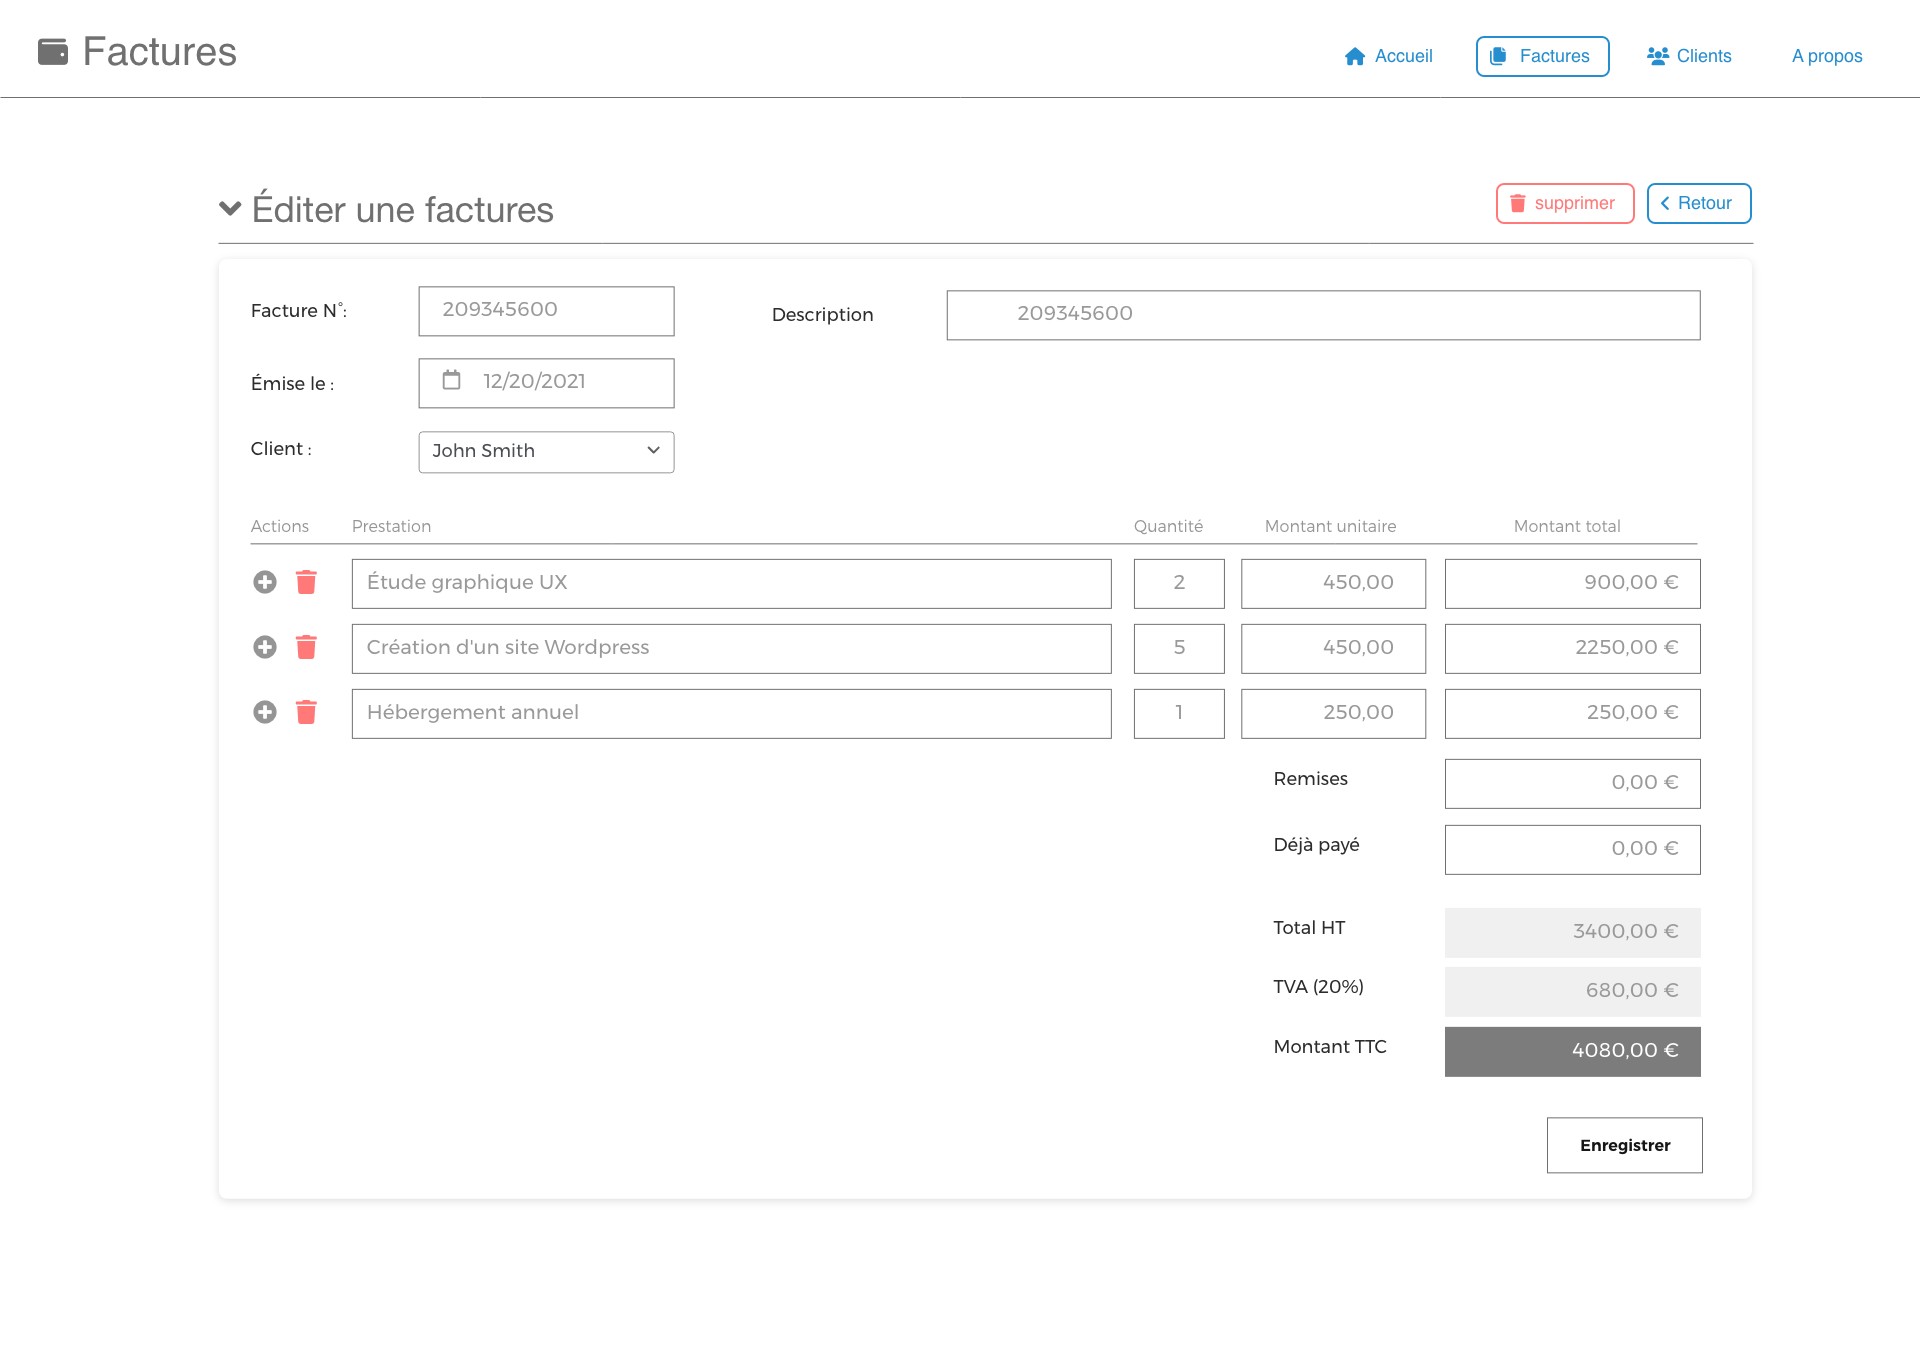 Factures
Accueil
Factures
Clients
A propos
Éditer une factures
supprimer
Retour
Facture N°: 209345600
Description 209345600
Émise le : 12/20/2021
Client : John Smith
Actions Prestation Quantité Montant unitaire Montant total
Étude graphique UX 2 450,00 900,00 €
Création d'un site Wordpress 5 450,00 2250,00 €
Hébergement annuel 1 250,00 250,00 €
Remises 0,00 €
Déjà payé 0,00 €
Total HT 3400,00 €
TVA (20%) 680,00 €
Montant TTC 4080,00 €
Enregistrer